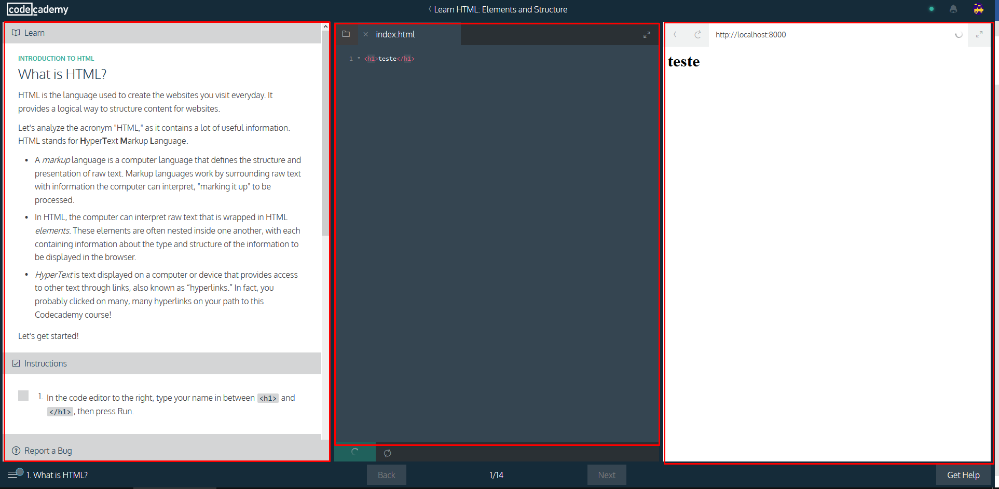 codecademy
Learn HTML: Elements and Structure
Learn
INTRODUCTION TO HTML
What is HTML?
HTML is the language used to create the websites you visit everyday. It
provides a logical way to structure content for websites.
Let's analyze the acronym "HTML," as it contains a lot of useful information.
HTML stands for HyperText Markup Language.
• A markup language is a computer language that defines the structure and
presentation of raw text. Markup languages work by surrounding raw text
with information the computer can interpret, "marking it up" to be
processed.
• In HTML, the computer can interpret raw text that is wrapped in HTML
elements. These elements are often nested inside one another, with each
containing information about the type and structure of the information to
be displayed in the browser.
• HyperText is text displayed on a computer or device that provides access
to other text through links, also known as “hyperlinks.” In fact, you
probably clicked on many, many hyperlinks on your path to this
Codecademy course!
Let's get started!
Instructions
1. In the code editor to the right, type your name in between <h1> and
</h1>, then press Run.
Report a Bug
index.html
1 <h1>teste</h1>
http://localhost:8000
teste
1. What is HTML?
Back
1/14
Next
Get Help